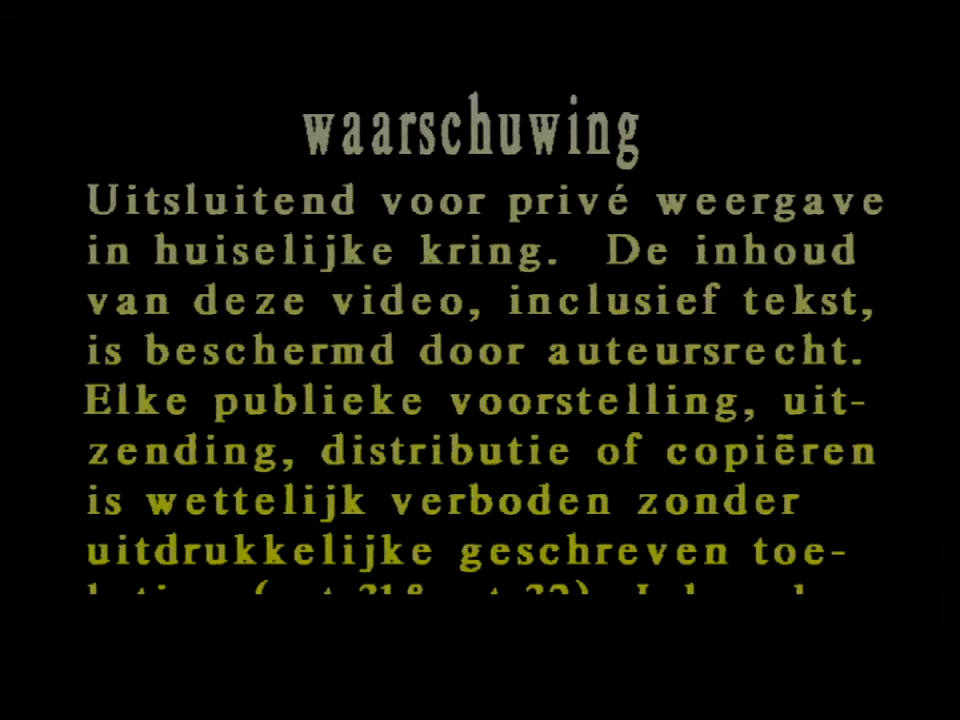 waarschuwing
Uitsluitend voor privé weergave
in huiselijke kring. De inhoud
van deze video, inclusief tekst,
is beschermd door auteursrecht.
Elke publieke voorstelling, uit-
zending, distributie of copiëren
is wettelijk verboden zonder
uitdrukkelijke geschreven toe-